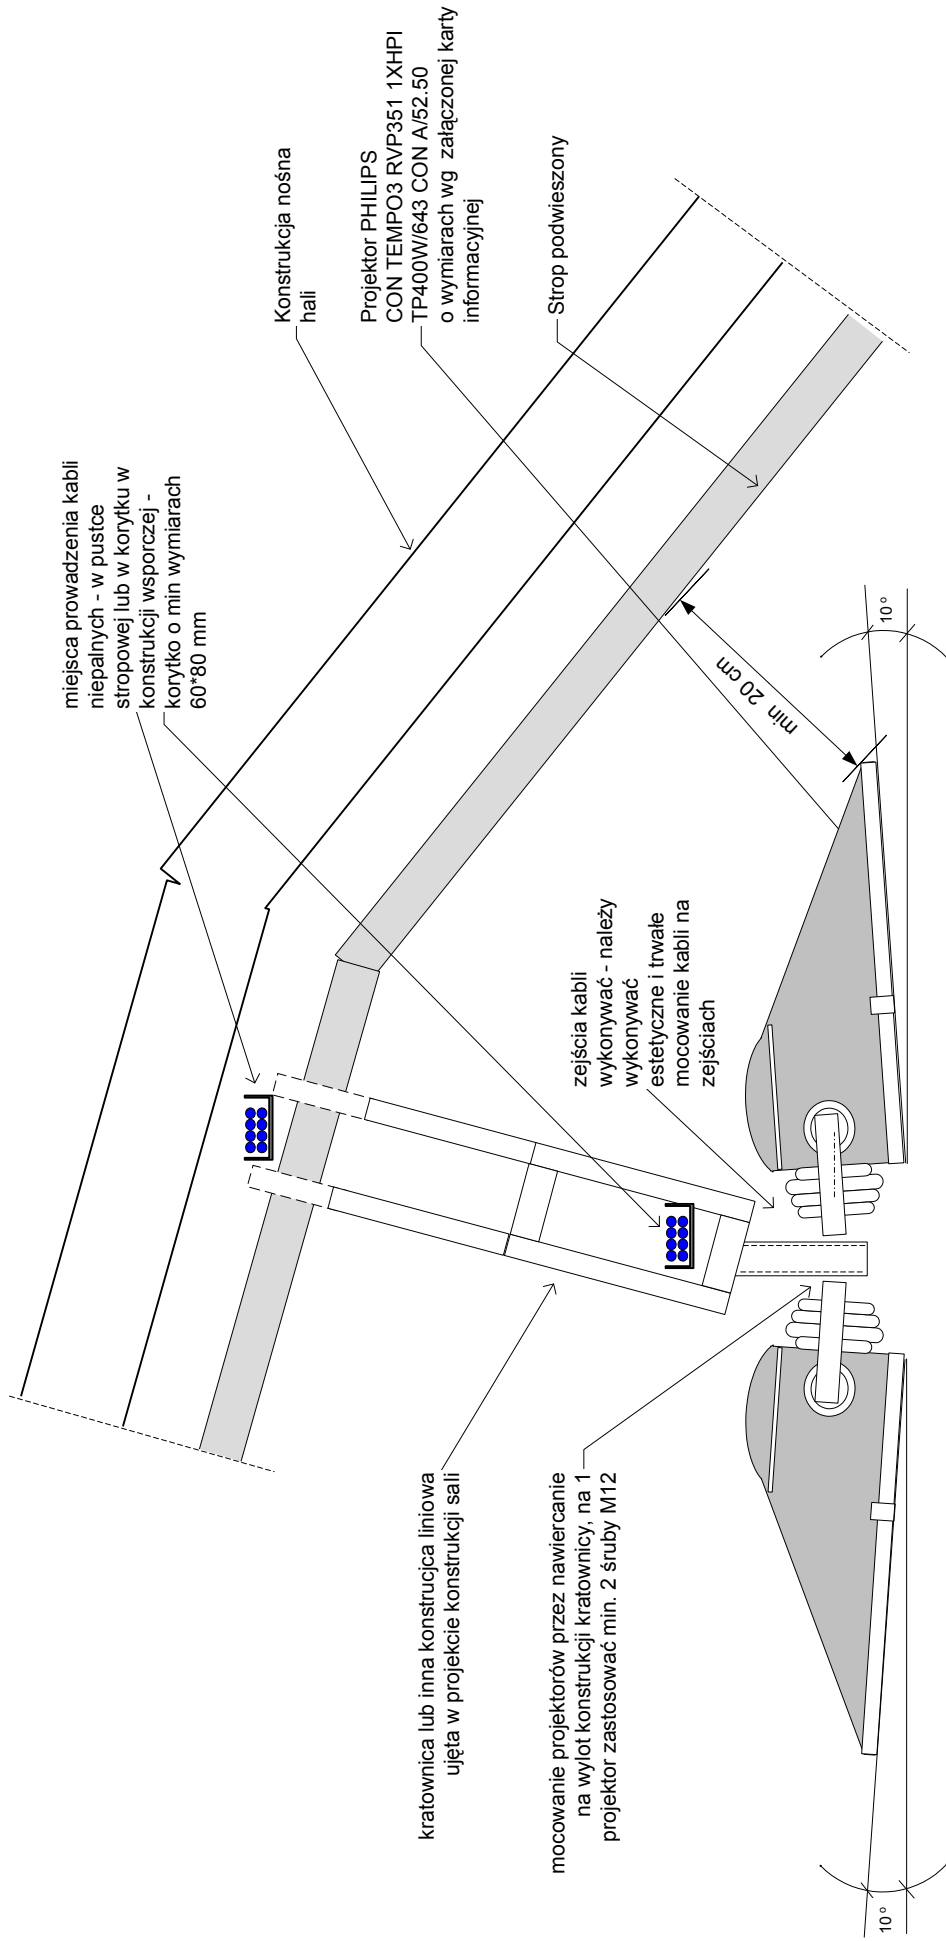 miejsca prowadzenia kabli
niepalnych - w pustce
stropowej lub w korytku w
konstrukcji wsporczej -
korytko o min wymiarach
60*80 mm
Konstrukcja nośna
hali
Projektor PHILIPS
CON TEMPO3 RVP351 1XHPI
TP400W/643 CON A/52.50
o wymiarach wg załączonej karty
informacyjnej
Strop podwieszony
min 20 cm
zejścia kabli
wykonywać - należy
wykonywać
estetyczne i trwałe
mocowanie kabli na
zejściach
kratownica lub inna konstrucjca liniowa
ujęta w projekcie konstrukcji sali
mocowanie projektorów przez nawiercanie
na wylot konstrukcji kratownicy, na 1
projektor zastosować min. 2 śruby M12
10 °
10 °